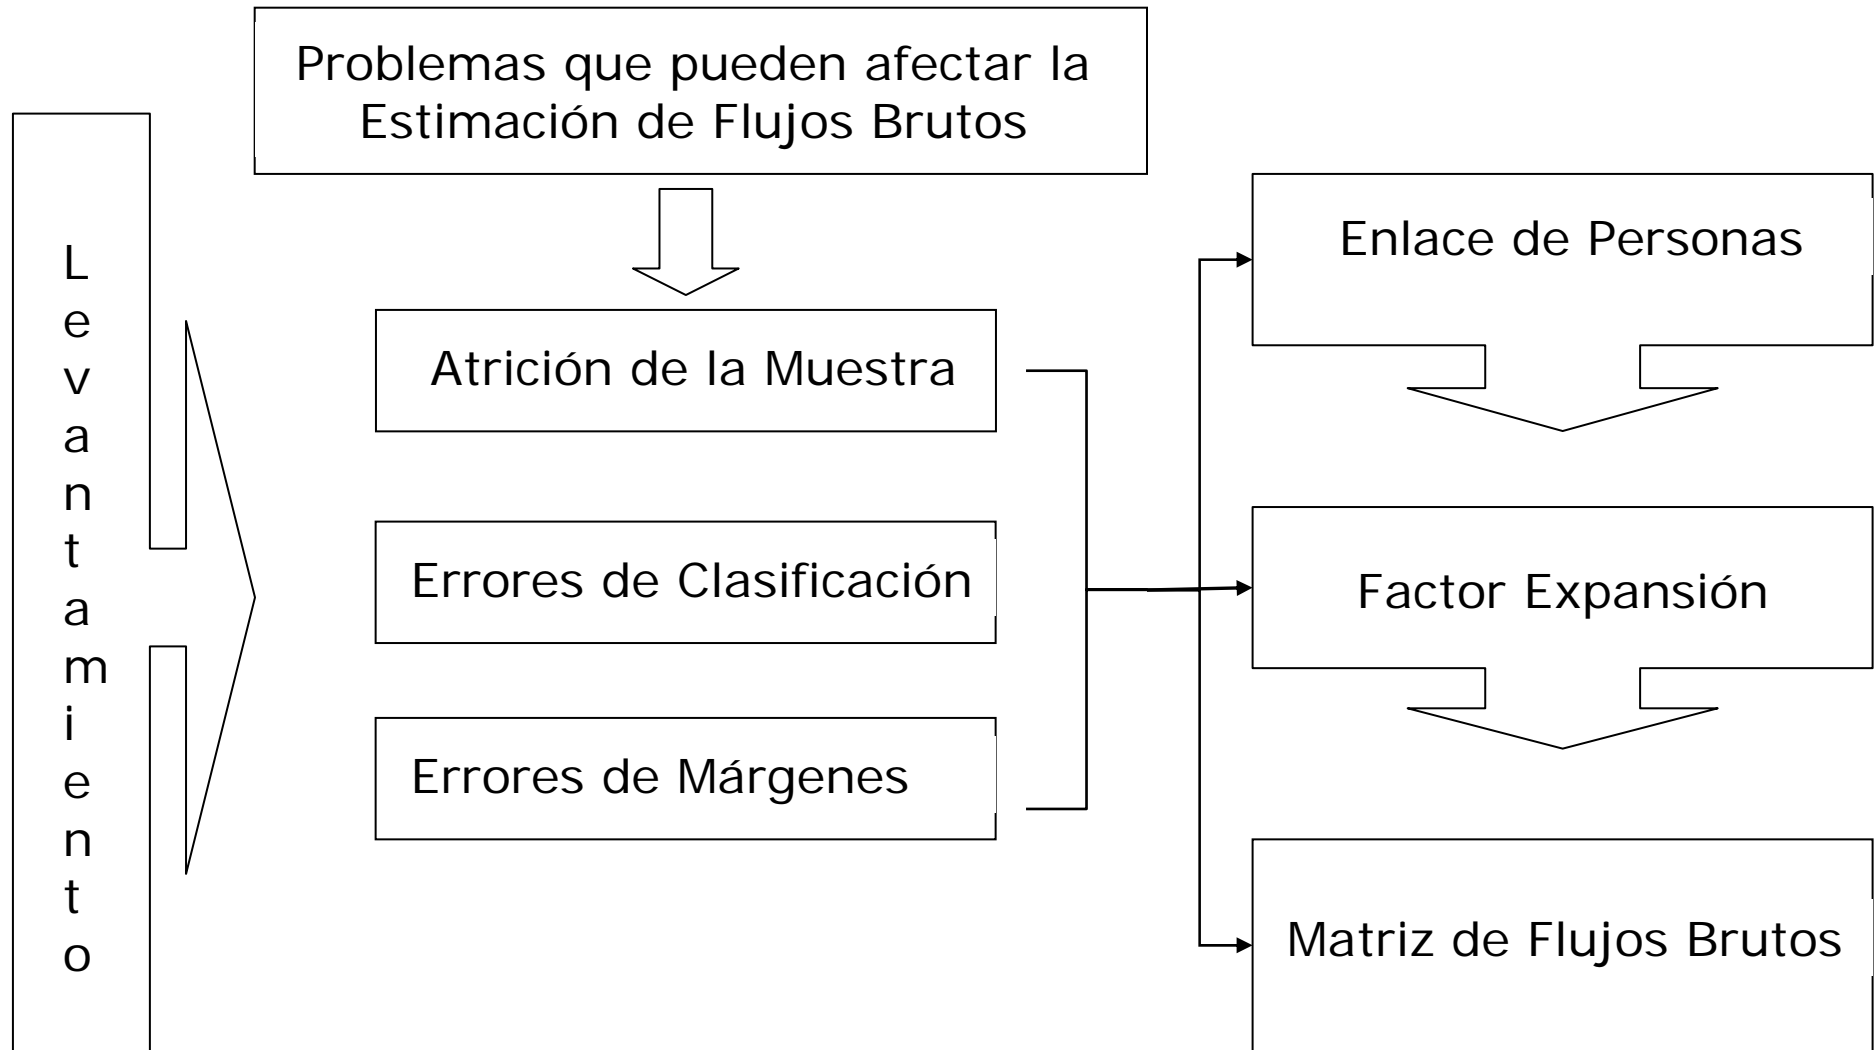 Problemas que pueden afectar la
Estimación de Flujos Brutos
Levantamiento
Atrición de la Muestra
Errores de Clasificación
Errores de Márgenes
Enlace de Personas
Factor Expansión
Matriz de Flujos Brutos